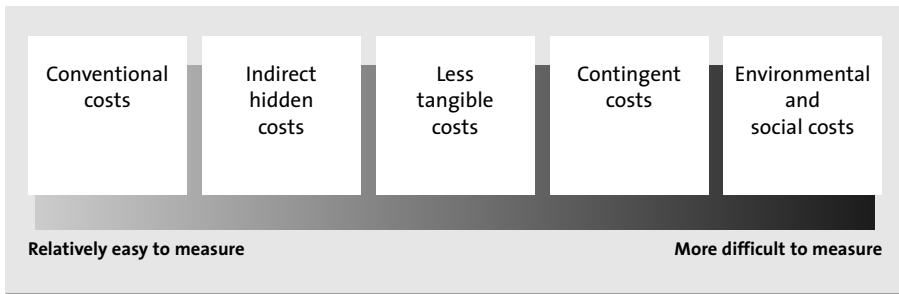 Conventional
costs
Indirect
hidden
costs
Less
tangible
costs
Contingent
costs
Environmental
and
social costs
Relatively easy to measure
More difficult to measure